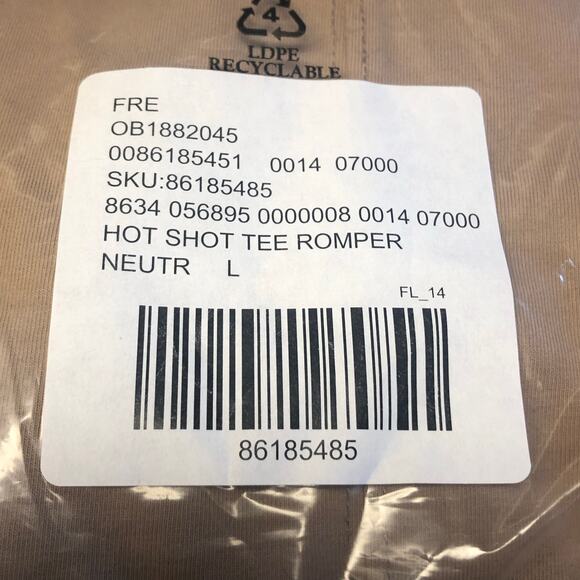 4
LDPE
RECYCLABLE
FRE
OB1882045
0086185451 0014 07000
SKU:86185485
8634 056895 0000008 0014 07000
HOT SHOT TEE ROMPER
NEUTR L
FL_14
86185485